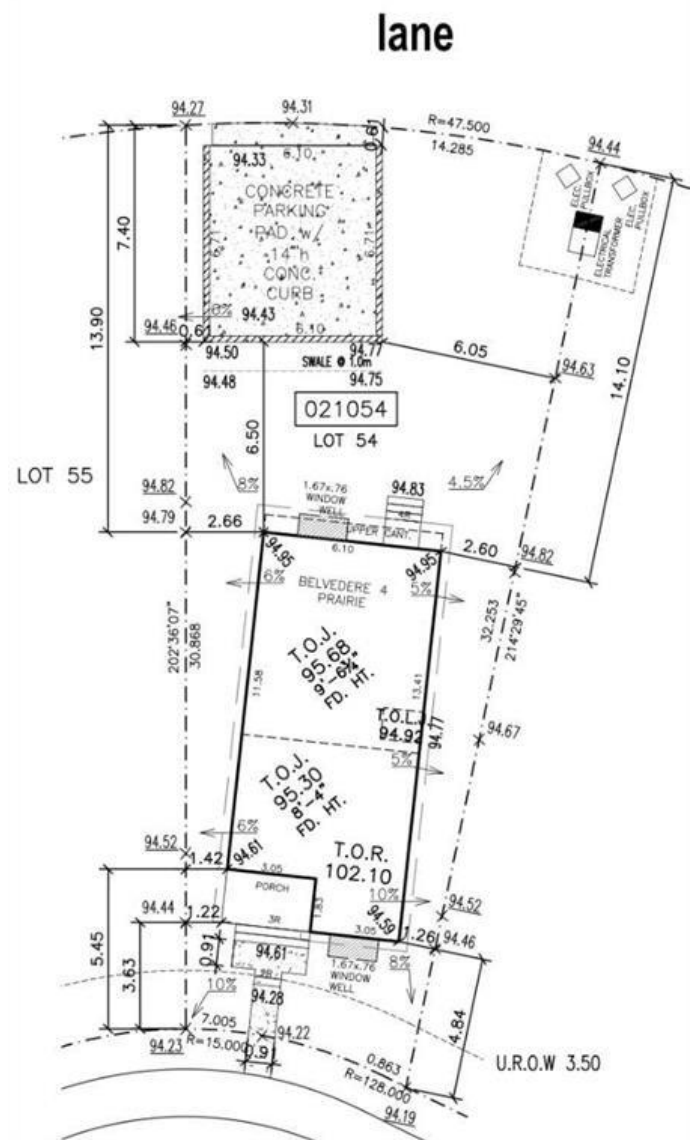 lane
94.27
94.31
0.61
R=47.500
14.285
94.44
94.33
6.10
ELEC. PULLBOX
ELEC. PULLBOX
ELECTRICAL TRANSFORMER
CONCRETE
PARKING
PAD w/
14"h
CONC.
CURB
7.40
13.90
6.71
6.71
94.43
94.46
0.61
6.10
94.50
94.77
SWALE @ 1.0m
94.48
94.75
6.05
94.63
14.10
021054
LOT 54
6.50
LOT 55
8%
4.5%
94.82
94.79
2.66
1.67x.76
WINDOW
WELL
94.83
4R
UPPER CANT.
6.10
94.95
94.95
2.60
94.82
6%
BELVEDERE 4
PRAIRIE
5%
202°36'07"
30.868
32.253
214°29'45"
T.O.J.
95.68
9'-6¼"
FD. HT.
11.58
13.41
T.O.L.J.
94.92
94.77
94.67
5%
T.O.J.
95.30
8'-¼"
FD. HT.
6%
94.52
1.42
94.61
3.05
T.O.R.
102.10
PORCH
1.83
10%
94.52
94.44
1.22
3R
94.59
3.05
1.26
94.46
5.45
3.63
0.91
94.61
1.67x.76
WINDOW
WELL
8%
10%
2R
94.28
4.84
7.005
94.22
94.23
R=15.000
0.91
U.R.O.W 3.50
0.863
R=128.000
94.19